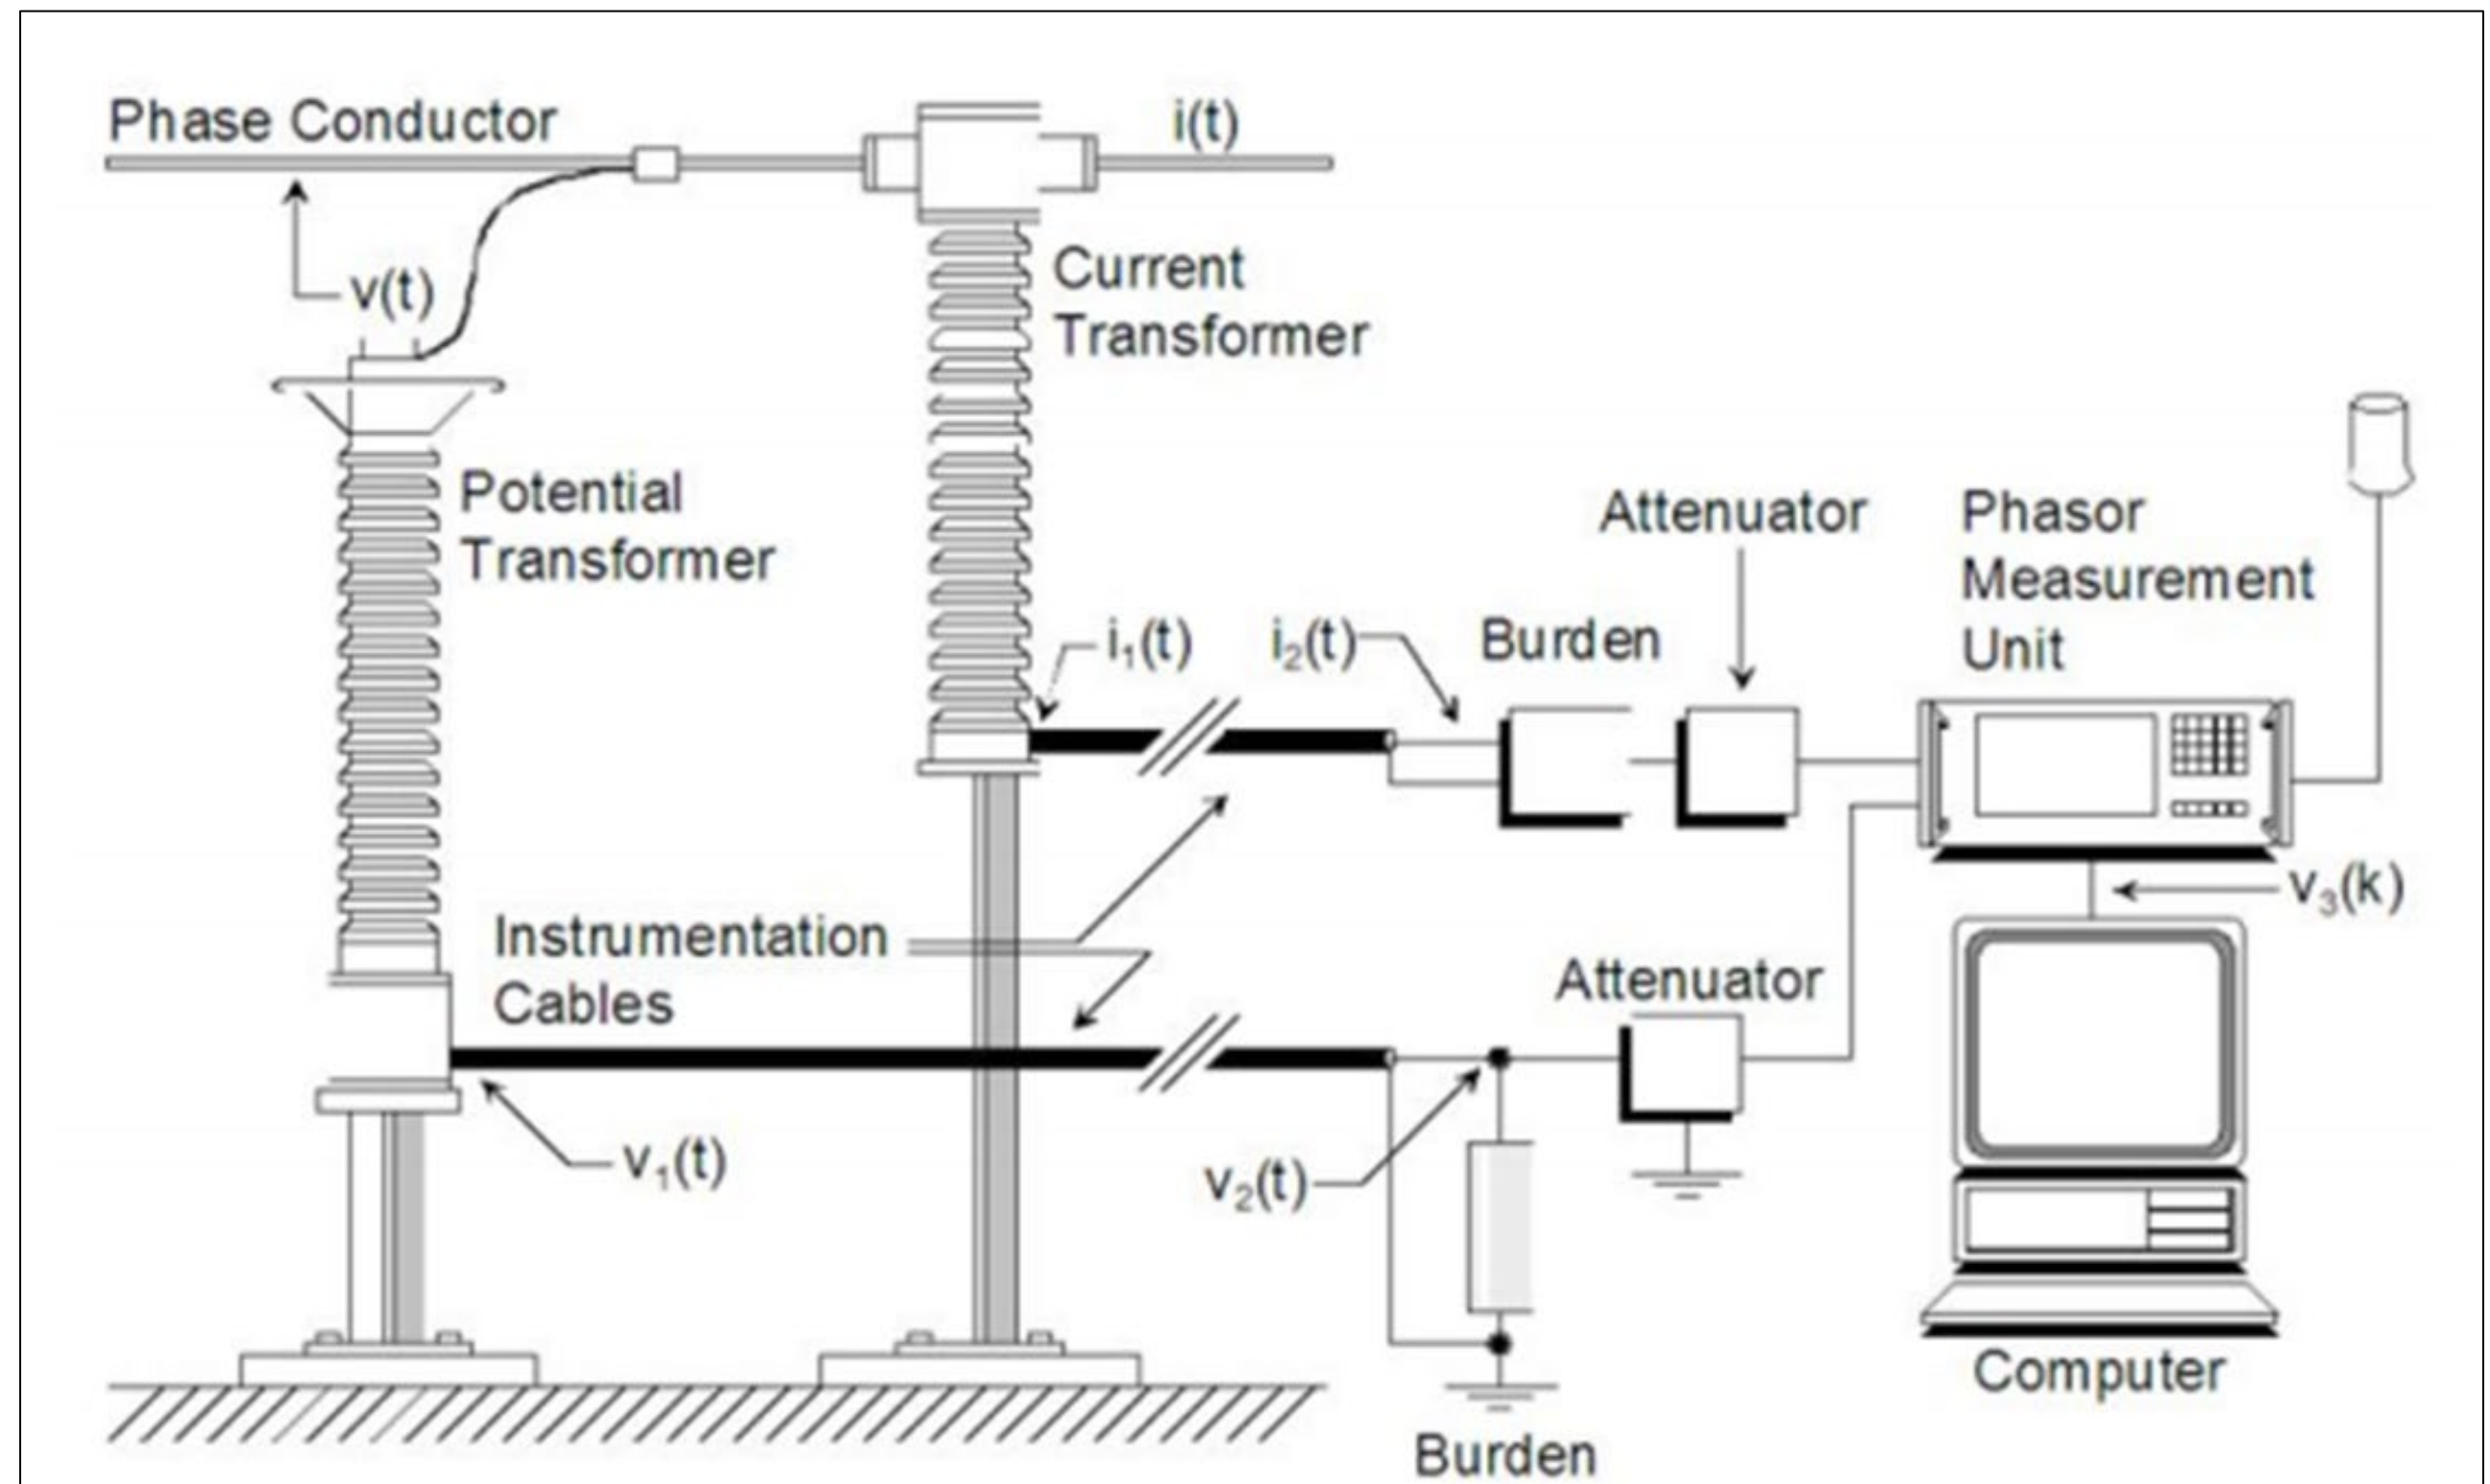 Phase Conductor
i(t)
v(t)
Current
Transformer
Potential
Transformer
Attenuator
Phasor
Measurement
Unit
i₁(t)
i₂(t)
Burden
v₃(k)
Instrumentation
Cables
Attenuator
v₁(t)
v₂(t)
Computer
Burden